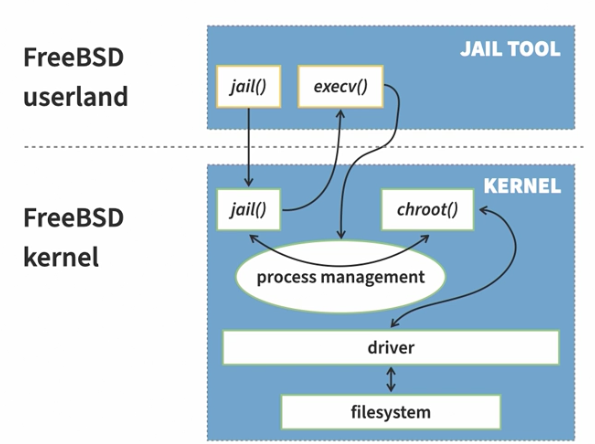 FreeBSD
userland
JAIL TOOL
jail()
execv()
FreeBSD
kernel
KERNEL
jail()
chroot()
process management
driver
filesystem